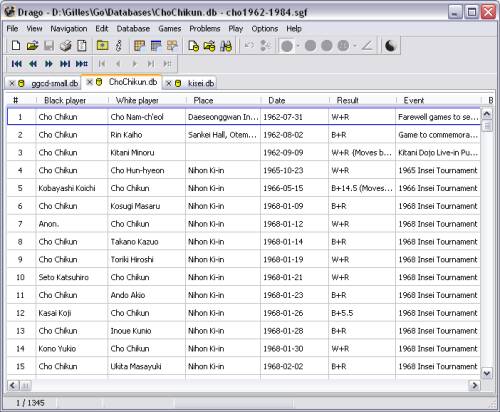 Drago - D:\Gilles\Go\Databases\ChoChikun.db - cho1962-1984.sgf
File View Navigation Edit Database Games Problems Play Options Help
ggcd-small.db ChoChikun.db kisei.db
# Black player White player Place Date Result Event B
1 Cho Chikun Cho Nam-ch'eol Daeseonggwan In... 1962-07-31 W+R Farewell games to se...
2 Cho Chikun Rin Kaiho Sankei Hall, Otem... 1962-08-02 B+R Game to commemora...
3 Cho Chikun Kitani Minoru 1962-09-09 W+R {Moves b... Kitani Dojo Live-in Pu...
4 Cho Chikun Cho Hun-hyeon Nihon Ki-in 1965-10-23 W+R 1965 Insei Tournament
5 Kobayashi Koichi Cho Chikun Nihon Ki-in 1966-05-15 B+14.5 (Moves... 1966 Insei Tournament
6 Cho Chikun Kosugi Masaru Nihon Ki-in 1968-01-09 B+R 1968 Insei Tournament
7 Anon. Cho Chikun Nihon Ki-in 1968-01-12 W+R 1968 Insei Tournament
8 Cho Chikun Takano Kazuo Nihon Ki-in 1968-01-14 B+R 1968 Insei Tournament
9 Cho Chikun Toriki Hiroshi Nihon Ki-in 1968-01-19 W+R 1968 Insei Tournament
10 Seto Katsuhiro Cho Chikun Nihon Ki-in 1968-01-21 W+R 1968 Insei Tournament
11 Cho Chikun Ando Akio Nihon Ki-in 1968-01-23 B+R 1968 Insei Tournament
12 Kasai Koji Cho Chikun Nihon Ki-in 1968-01-26 B+5.5 1968 Insei Tournament
13 Cho Chikun Inoue Kunio Nihon Ki-in 1968-01-28 B+R 1968 Insei Tournament
14 Kono Yukio Cho Chikun Nihon Ki-in 1968-01-30 W+R 1968 Insei Tournament
15 Cho Chikun Ukita Masayuki Nihon Ki-in 1968-02-02 B+R 1968 Insei Tournament
1 / 1345